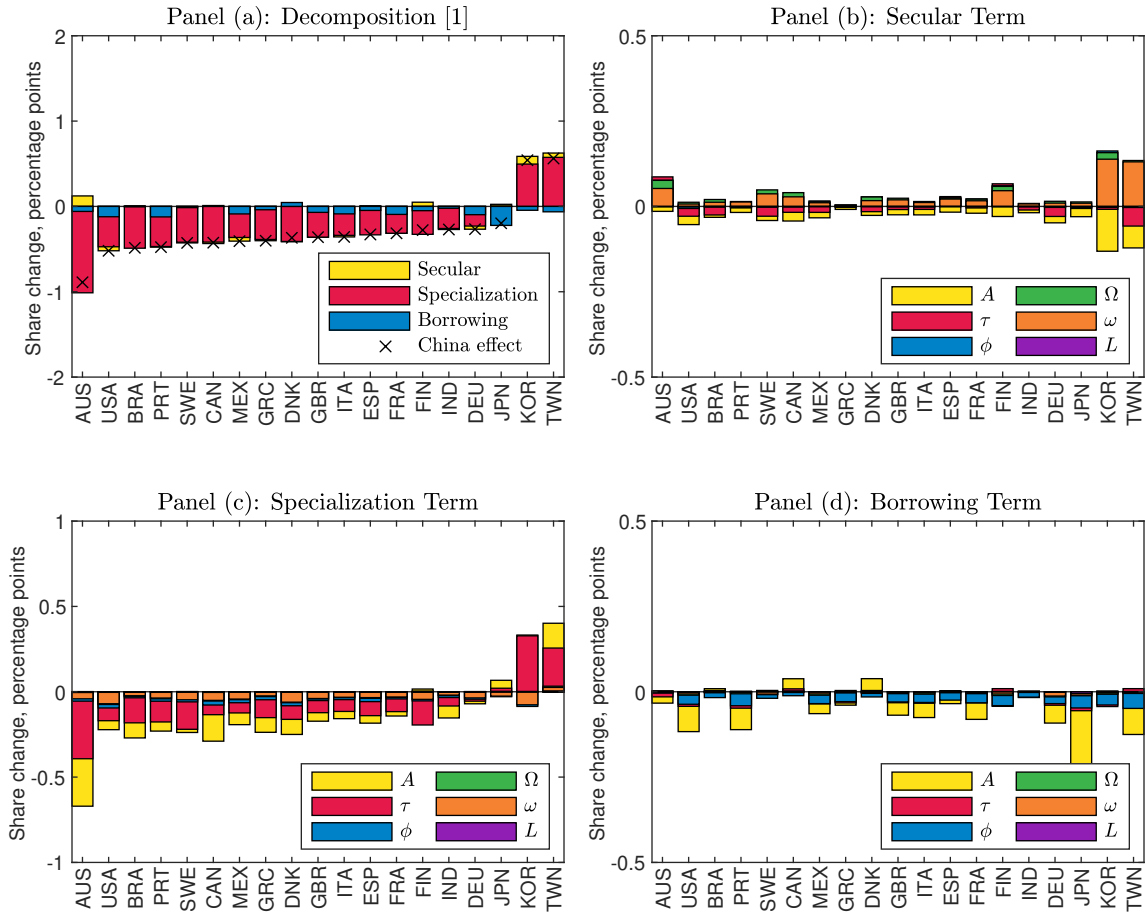 Panel (a): Decomposition [1]
Share change, percentage points
2
1
0
-1
-2
Secular
Specialization
Borrowing
China effect
AUS USA BRA PRT SWE CAN MEX GRC DNK GBR ITA ESP FRA FIN IND DEU JPN KOR TWN
Panel (b): Secular Term
Share change, percentage points
0.5
0
-0.5
A Ω
τ ω
ϕ L
AUS USA BRA PRT SWE CAN MEX GRC DNK GBR ITA ESP FRA FIN IND DEU JPN KOR TWN
Panel (c): Specialization Term
Share change, percentage points
1
0.5
0
-0.5
-1
A Ω
τ ω
ϕ L
AUS USA BRA PRT SWE CAN MEX GRC DNK GBR ITA ESP FRA FIN IND DEU JPN KOR TWN
Panel (d): Borrowing Term
Share change, percentage points
0.5
0
-0.5
A Ω
τ ω
ϕ L
AUS USA BRA PRT SWE CAN MEX GRC DNK GBR ITA ESP FRA FIN IND DEU JPN KOR TWN